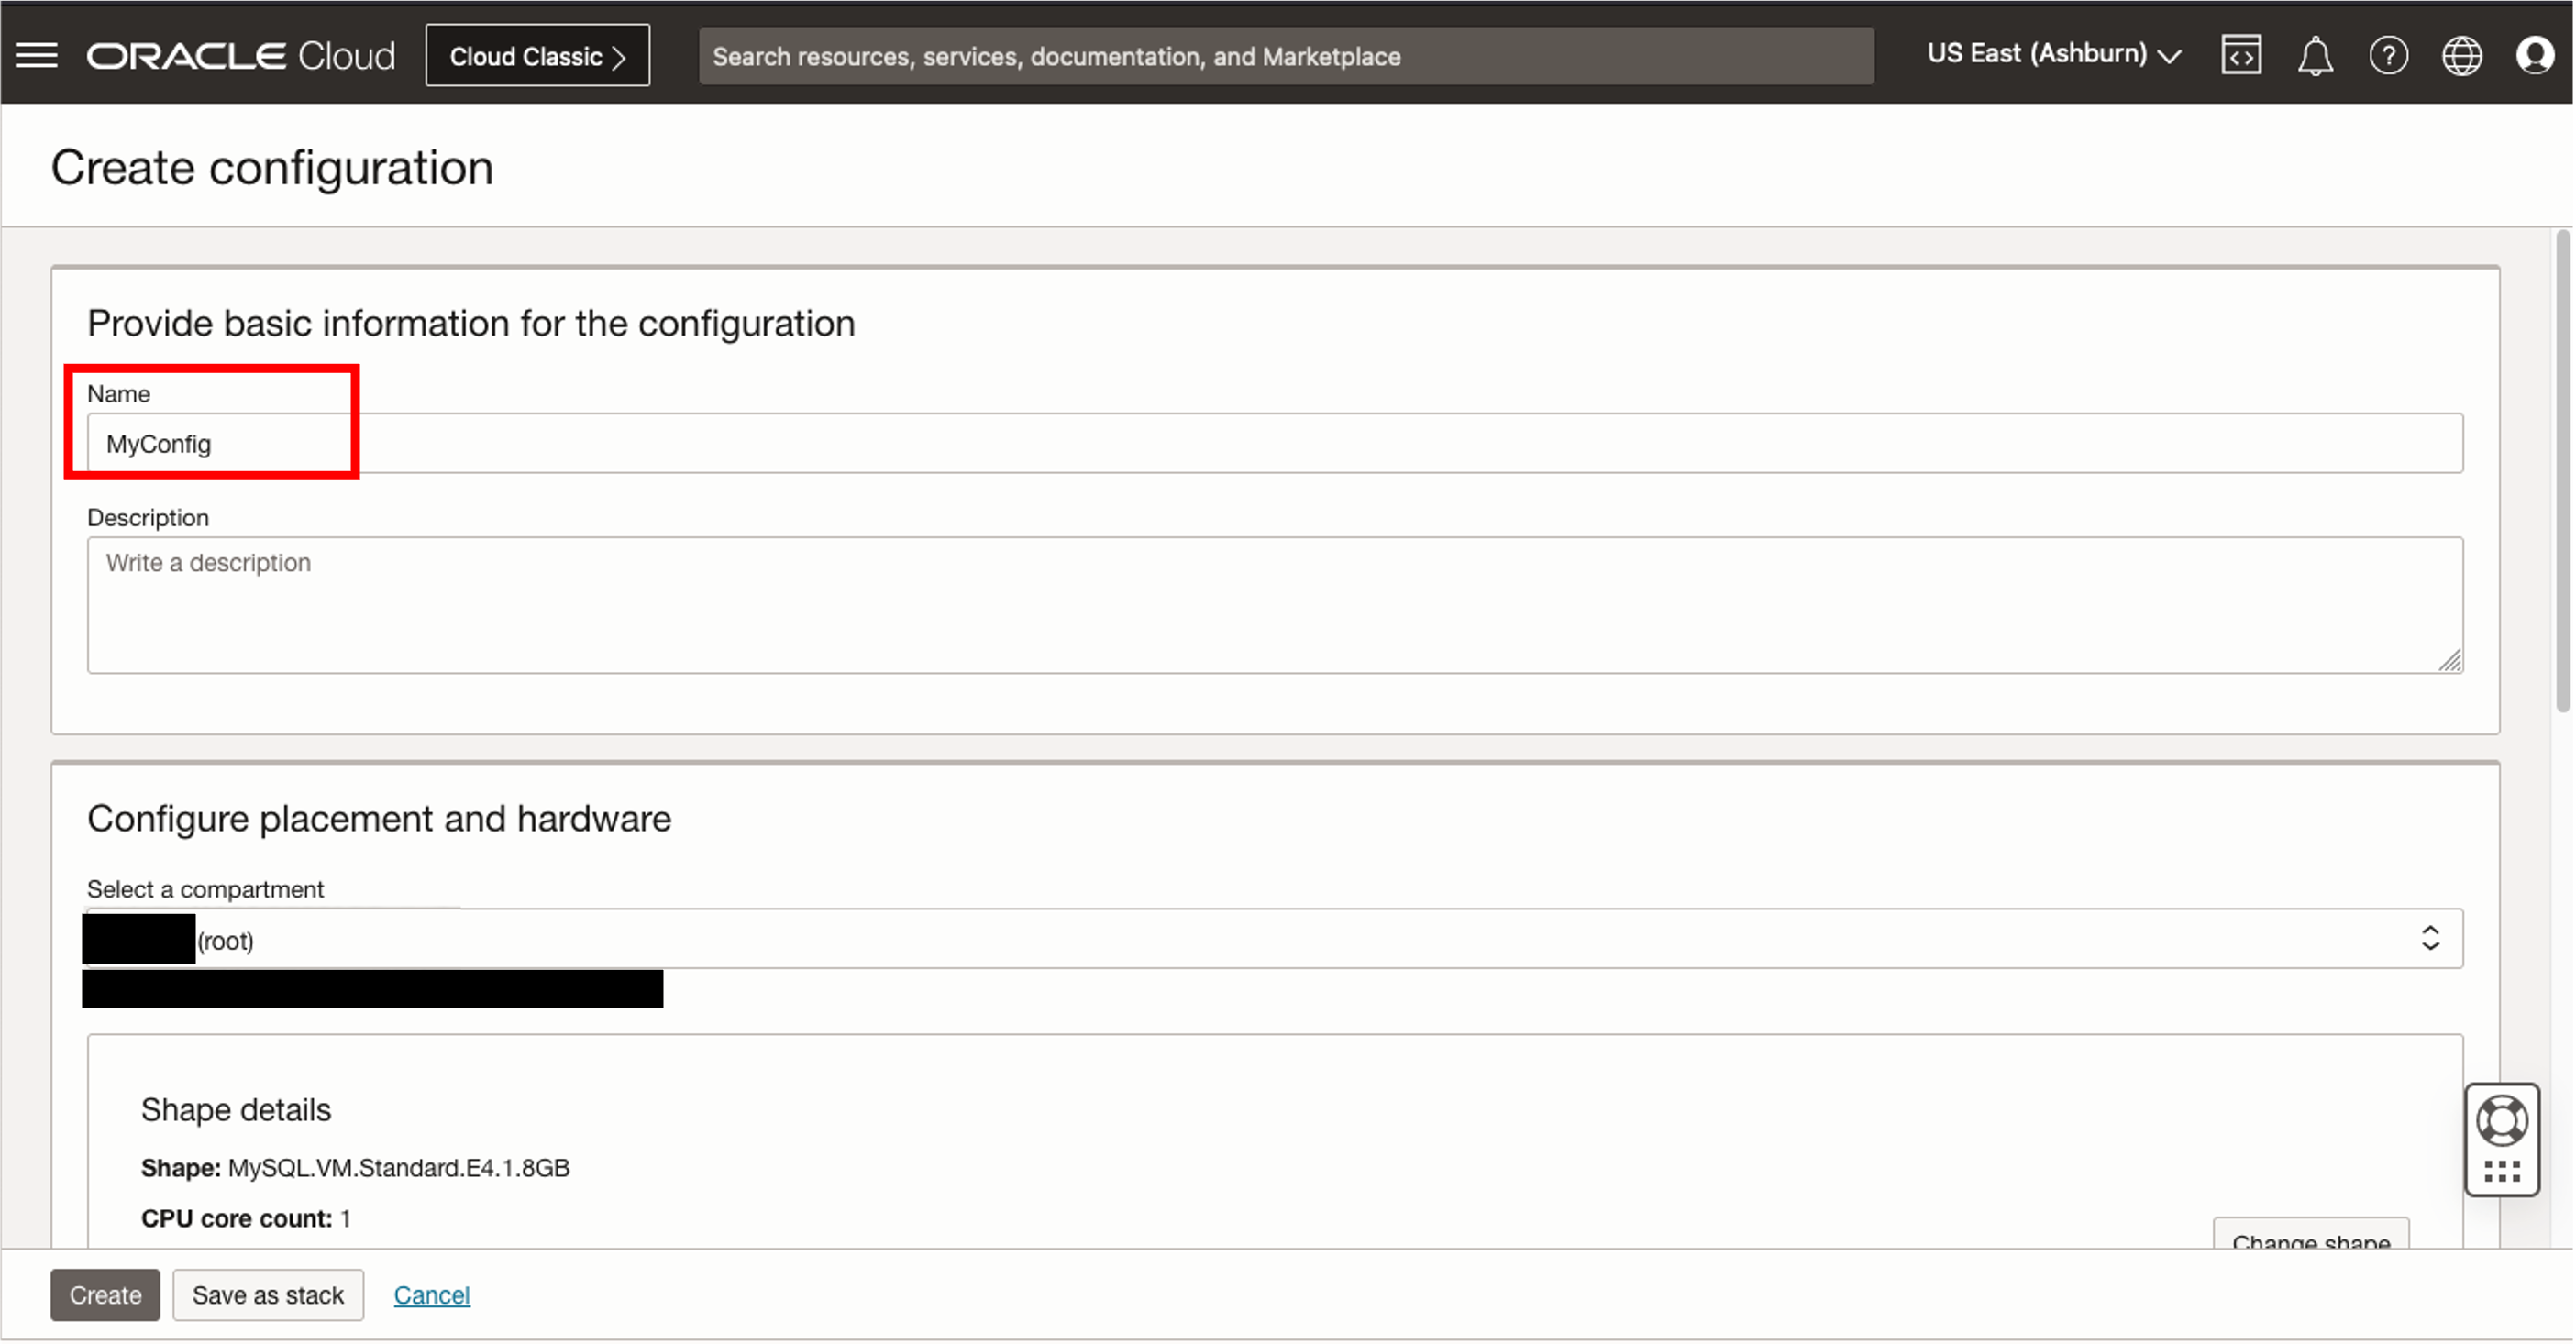 ORACLE Cloud
Cloud Classic
Search resources, services, documentation, and Marketplace
US East (Ashburn)
Create configuration
Provide basic information for the configuration
Name
MyConfig
Description
Write a description
Configure placement and hardware
Select a compartment
(root)
Shape details
Shape: MySQL.VM.Standard.E4.1.8GB
CPU core count: 1
Change shape
Create
Save as stack
Cancel